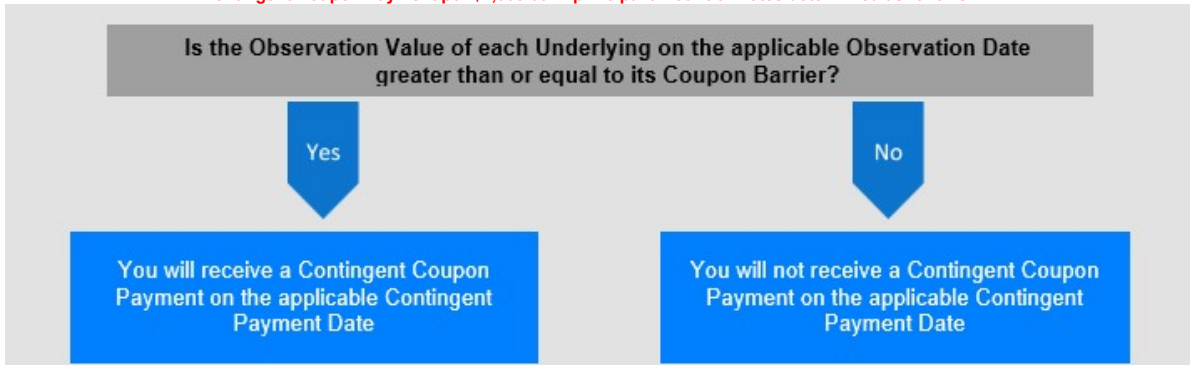 Is the Observation Value of each Underlying on the applicable Observation Date
greater than or equal to its Coupon Barrier?
Yes
No
You will receive a Contingent Coupon
Payment on the applicable Contingent
Payment Date
You will not receive a Contingent Coupon
Payment on the applicable Contingent
Payment Date